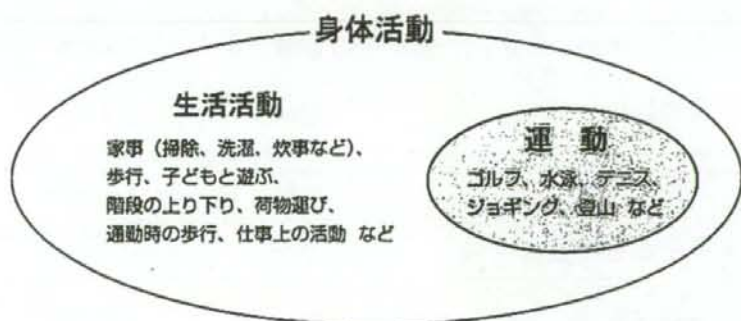 身体活動
生活活動
家事（掃除、洗濯、炊事など）、
歩行、子どもと遊ぶ、
階段の上り下り、荷物運び、
通勤時の歩行、仕事上の活動 など
運 動
ゴルフ、水泳、テニス、
ジョギング、登山 など